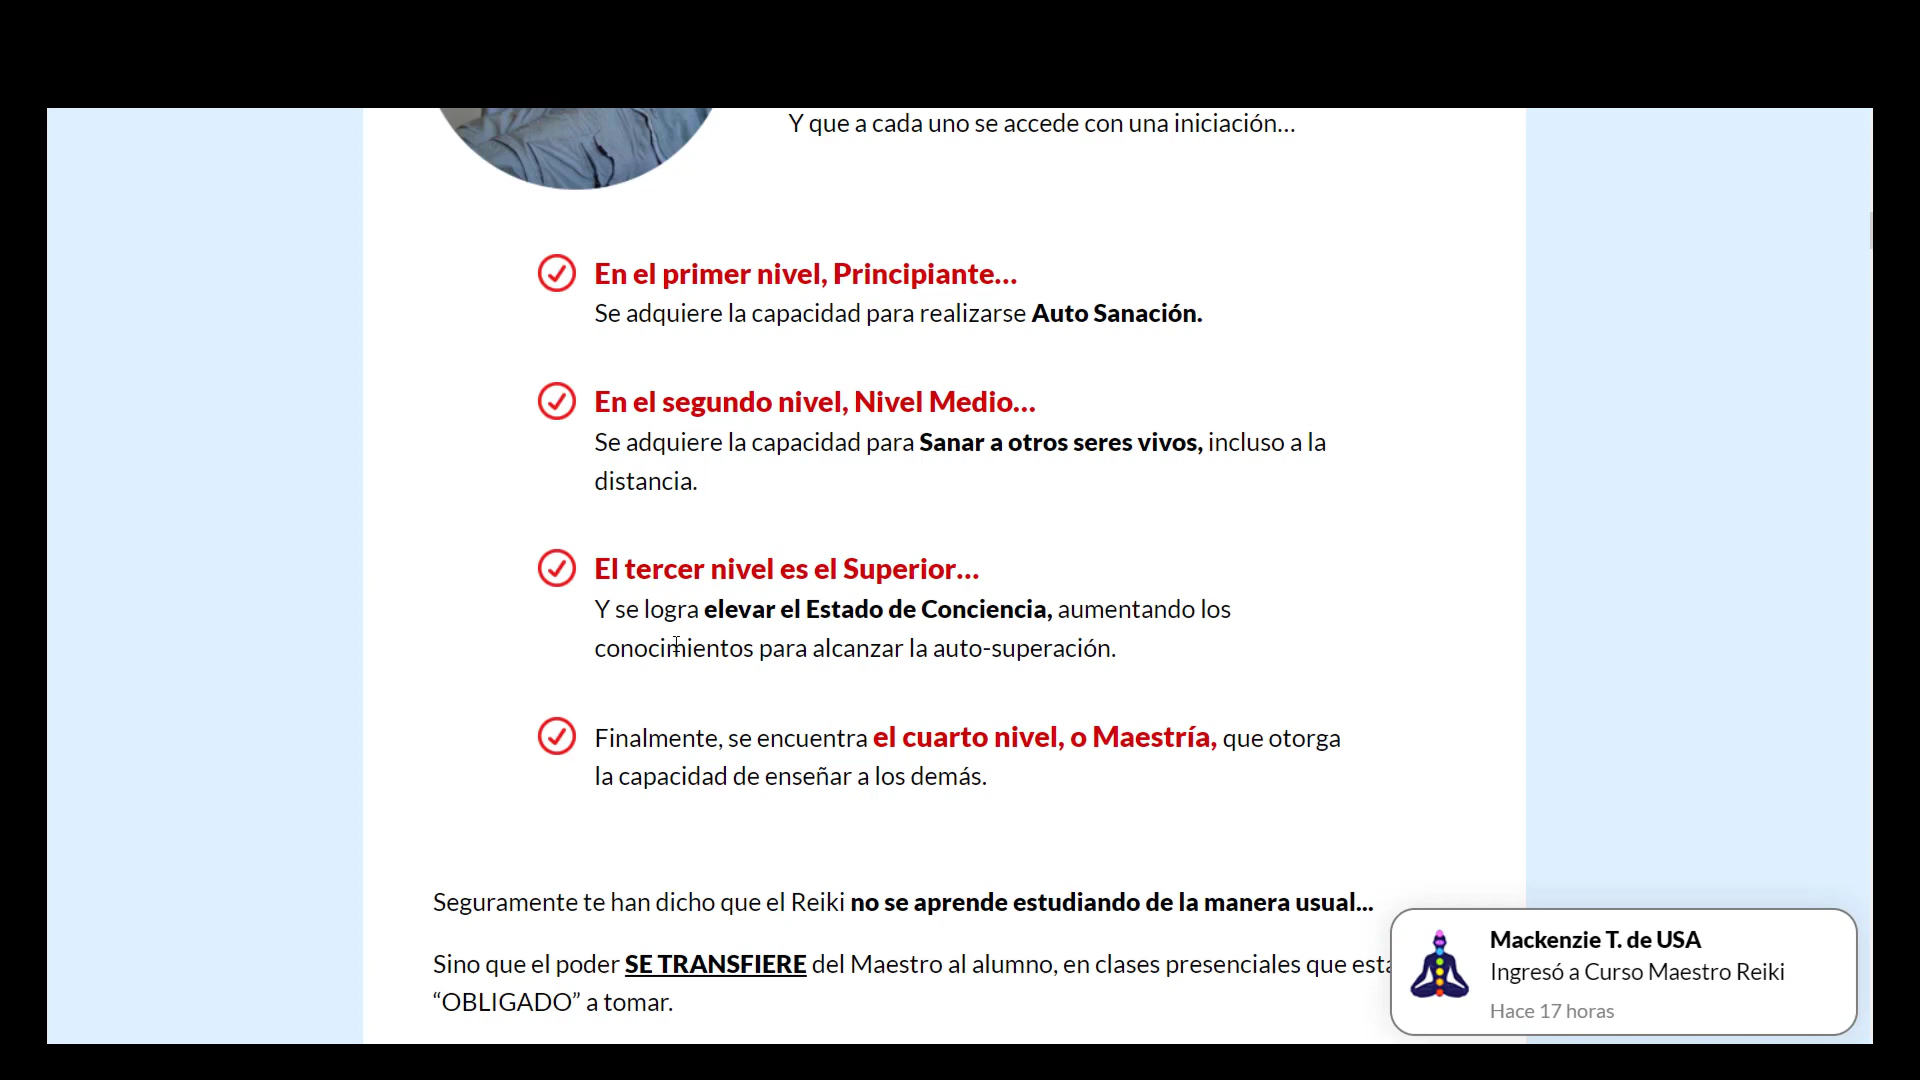 Y que a cada uno se accede con una iniciación...
En el primer nivel, Principiante...
Se adquiere la capacidad para realizarse Auto Sanación.
En el segundo nivel, Nivel Medio...
Se adquiere la capacidad para Sanar a otros seres vivos, incluso a la
distancia.
El tercer nivel es el Superior...
Y se logra elevar el Estado de Conciencia, aumentando los
conocimientos para alcanzar la auto-superación.
Finalmente, se encuentra el cuarto nivel, o Maestría, que otorga
la capacidad de enseñar a los demás.
Seguramente te han dicho que el Reiki no se aprende estudiando de la manera usual...
Sino que el poder SE TRANSFIERE del Maestro al alumno, en clases presenciales que
“OBLIGADO” a tomar.
Mackenzie T. de USA
Ingresó a Curso Maestro Reiki
Hace 17 horas